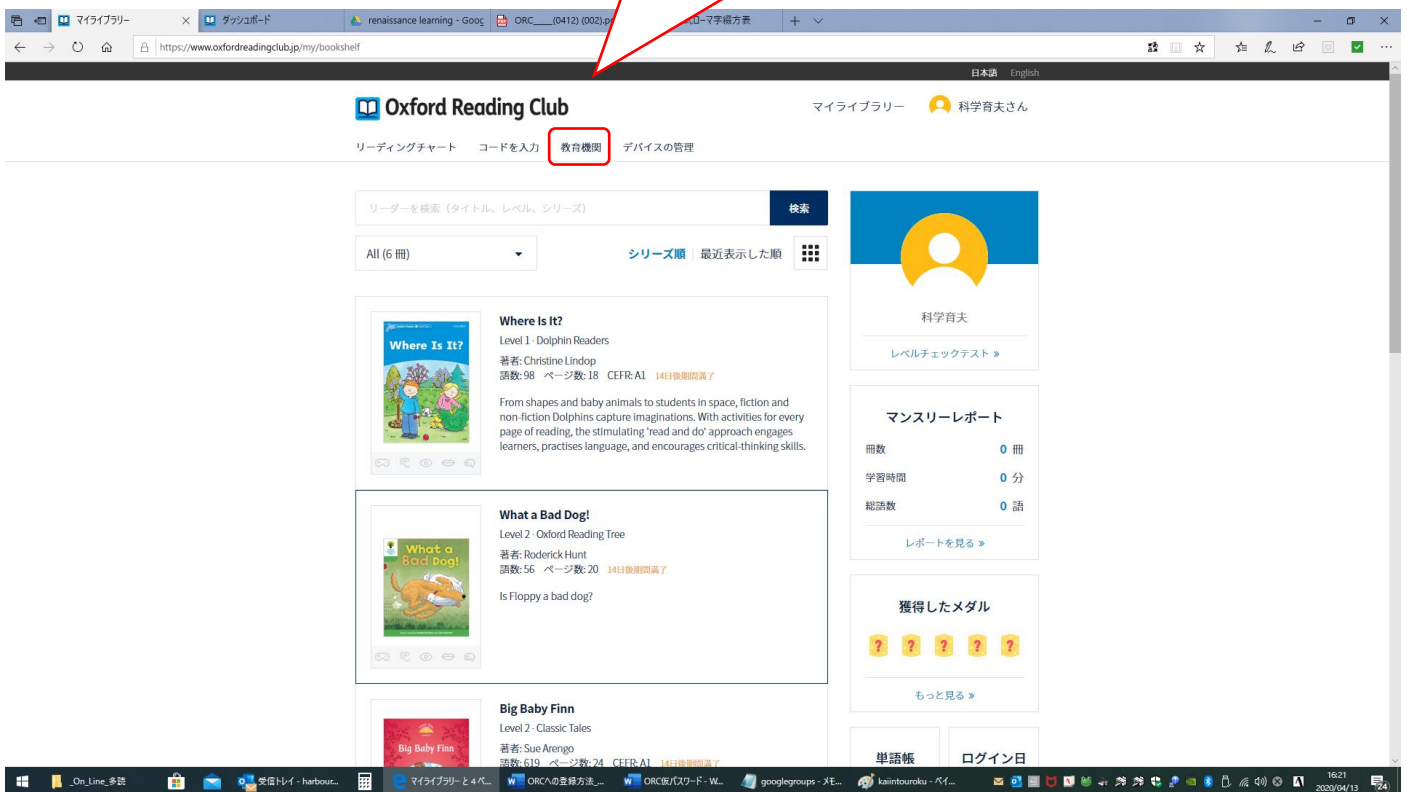 マイライブラリー
ダッシュボード
renaissance learning - Goog
ORC____(0412) (002).p
ローマ字綴方表
https://www.oxfordreadingclub.jp/my/bookshelf
日本語 English
Oxford Reading Club
マイライブラリー 科学育夫さん
リーディングチャート コードを入力 教育機関 デバイスの管理
リーダーを検索 (タイトル、レベル、シリーズ) 検索
All (6 冊) シリーズ順 最近表示した順
Where Is It?
Where Is It?
Level 1 · Dolphin Readers
著者: Christine Lindop
語数: 98 ページ数: 18 CEFR: A1 14日後期間満了
From shapes and baby animals to students in space, fiction and
non-fiction Dolphins capture imaginations. With activities for every
page of reading, the stimulating 'read and do' approach engages
learners, practises language, and encourages critical-thinking skills.
What a Bad Dog!
What a
Bad Dog!
Level 2 · Oxford Reading Tree
著者: Roderick Hunt
語数: 56 ページ数: 20 14日後期間満了
Is Floppy a bad dog?
Big Baby Finn
Big Baby Finn
Level 2 · Classic Tales
著者: Sue Arengo
語数: 619 ページ数: 24 CEFR: A1 14日後期間満了
科学育夫
レベルチェックテスト »
マンスリーレポート
冊数 0 冊
学習時間 0 分
総語数 0 語
レポートを見る »
獲得したメダル
? ? ? ? ?
もっと見る »
単語帳 ログイン日
_On_Line_多読
受信トレイ - harbour...
マイライブラリー と 4 ペ...
ORCへの登録方法_...
ORC仮パスワード - W...
googlegroups - メモ...
kaiintouroku - ペイ...
16:21
2020/04/13
24